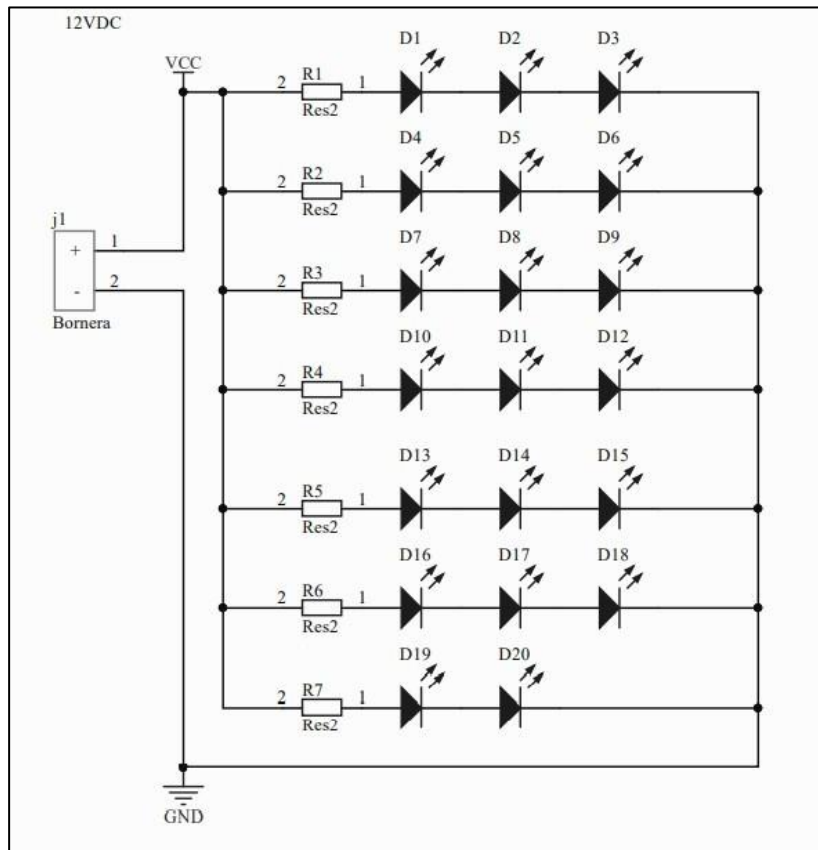 12VDC
VCC
D1 D2 D3
2 R1 1
Res2
D4 D5 D6
2 R2 1
Res2
j1
+ 1
- 2
Bornera
D7 D8 D9
2 R3 1
Res2
D10 D11 D12
2 R4 1
Res2
D13 D14 D15
2 R5 1
Res2
D16 D17 D18
2 R6 1
Res2
D19 D20
2 R7 1
Res2
GND